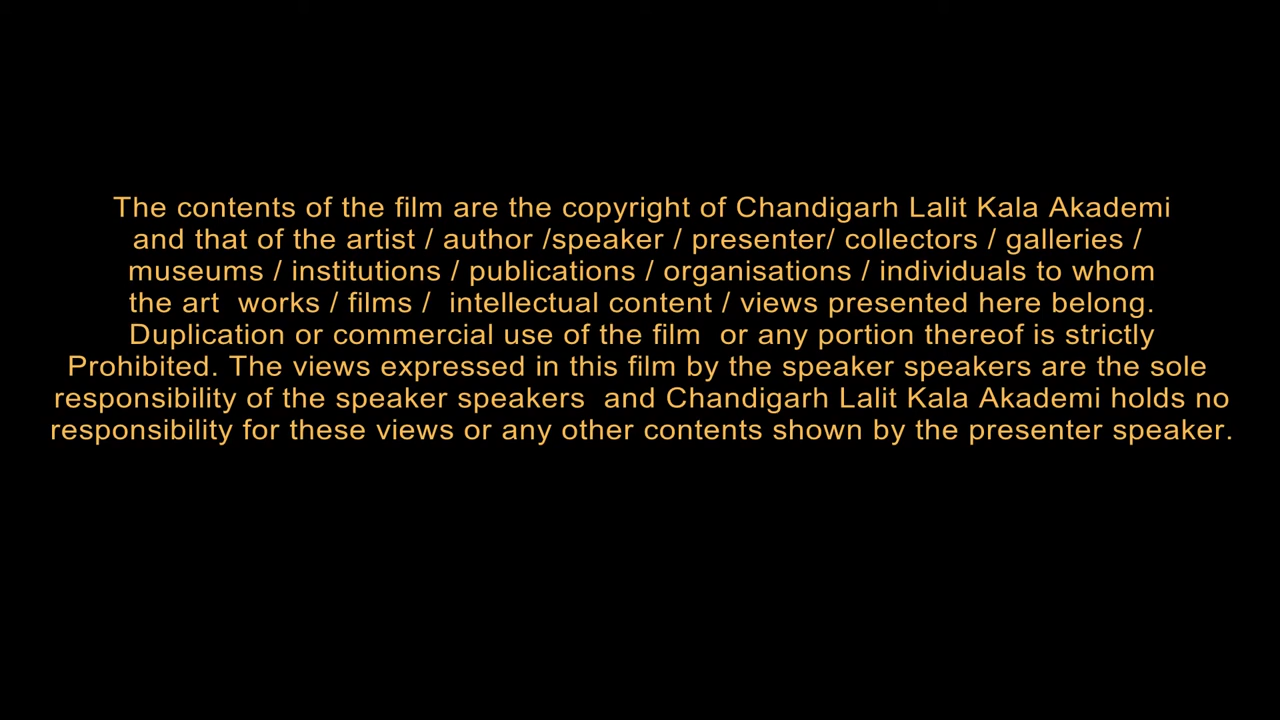 The contents of the film are the copyright of Chandigarh Lalit Kala Akademi
and that of the artist / author /speaker / presenter/ collectors / galleries /
museums / institutions / publications / organisations / individuals to whom
the art  works / films /  intellectual content / views presented here belong.
Duplication or commercial use of the film  or any portion thereof is strictly
Prohibited. The views expressed in this film by the speaker speakers are the sole
responsibility of the speaker speakers  and Chandigarh Lalit Kala Akademi holds no
responsibility for these views or any other contents shown by the presenter speaker.